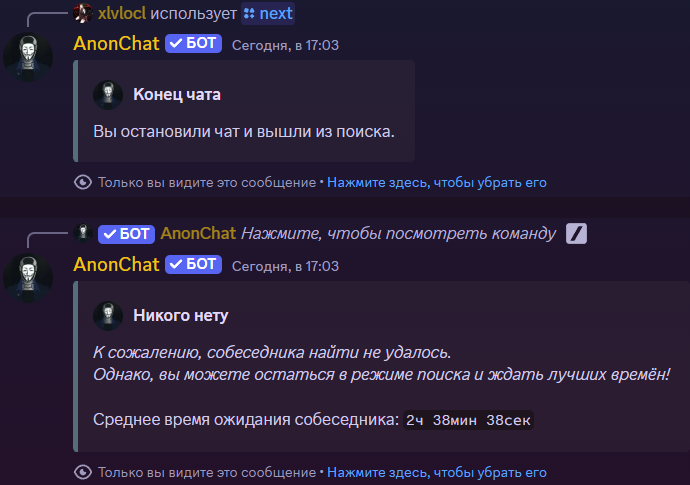 xlvlocl использует next
AnonChat БОТ Сегодня, в 17:03
Конец чата
Вы остановили чат и вышли из поиска.
Только вы видите это сообщение • Нажмите здесь, чтобы убрать его
БОТ AnonChat Нажмите, чтобы посмотреть команду
AnonChat БОТ Сегодня, в 17:03
Никого нету
К сожалению, собеседника найти не удалось.
Однако, вы можете остаться в режиме поиска и ждать лучших времён!
Среднее время ожидания собеседника: 2ч 38мин 38сек
Только вы видите это сообщение • Нажмите здесь, чтобы убрать его